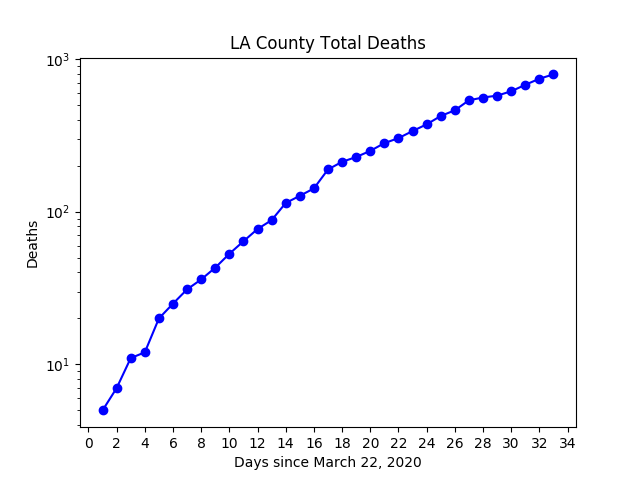 LA County Total Deaths
10³
10²
10¹
Deaths
0 2 4 6 8 10 12 14 16 18 20 22 24 26 28 30 32 34
Days since March 22, 2020